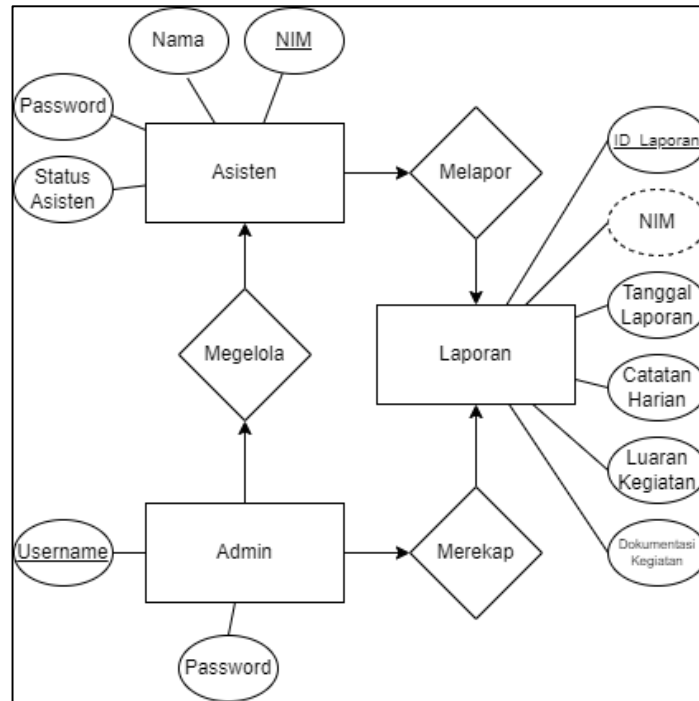 Nama
NIM
Password
Status
Asisten
Asisten
Melapor
ID_Laporan
NIM
Tanggal
Laporan
Megelola
Laporan
Catatan
Harian
Luaran
Kegiatan
Username
Admin
Merekap
Dokumentasi
Kegiatan
Password